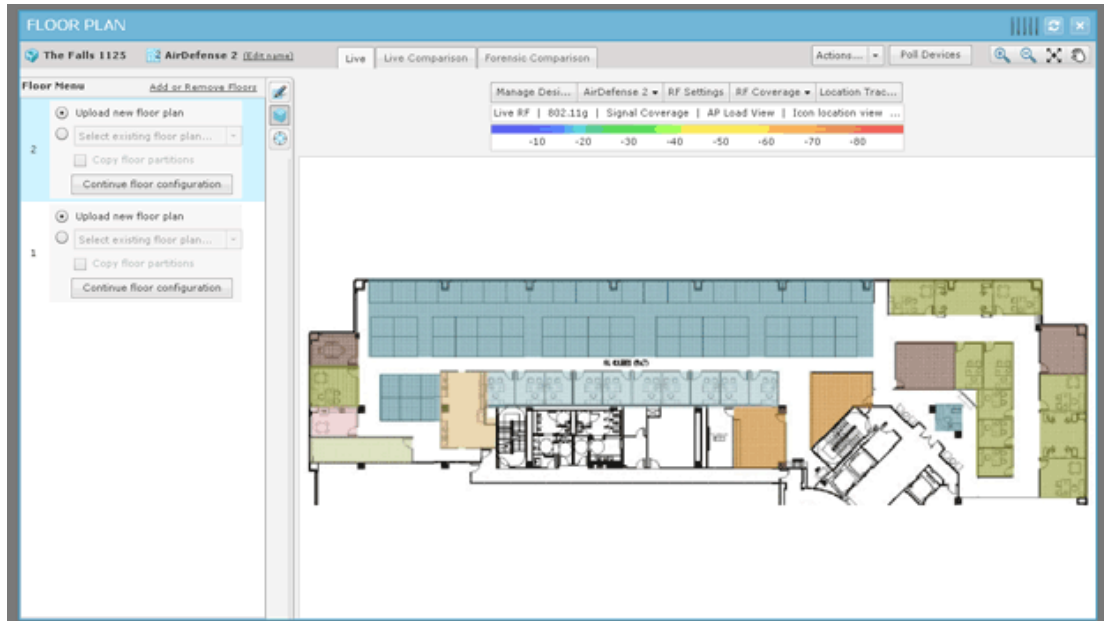 FLOOR PLAN
The Falls 1125 AirDefense 2 (Edit name)
Live Live Comparison Forensic Comparison
Actions... Poll Devices
Floor Menu Add or Remove Floors
Manage Desi... AirDefense 2 RF Settings RF Coverage Location Trac...
Live RF | 802.11g | Signal Coverage | AP Load View | Icon location view ...
-10 -20 -30 -40 -50 -60 -70 -80
2
Upload new floor plan
Select existing floor plan...
Copy floor partitions
Continue floor configuration
1
Upload new floor plan
Select existing floor plan...
Copy floor partitions
Continue floor configuration